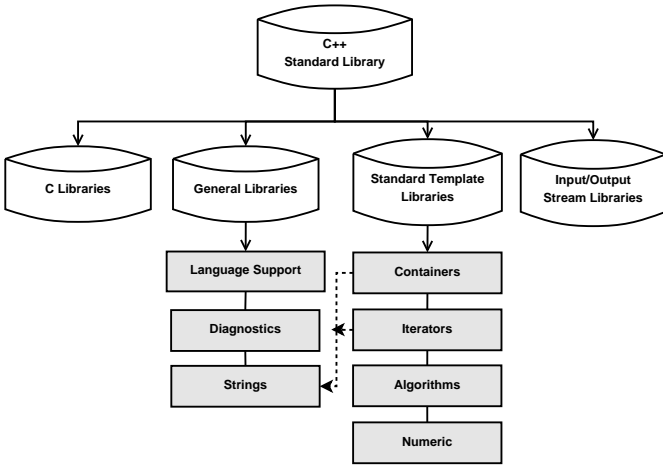 C++
Standard Library
C Libraries
General Libraries
Standard Template
Libraries
Input/Output
Stream Libraries
Language Support
Containers
Diagnostics
Iterators
Strings
Algorithms
Numeric